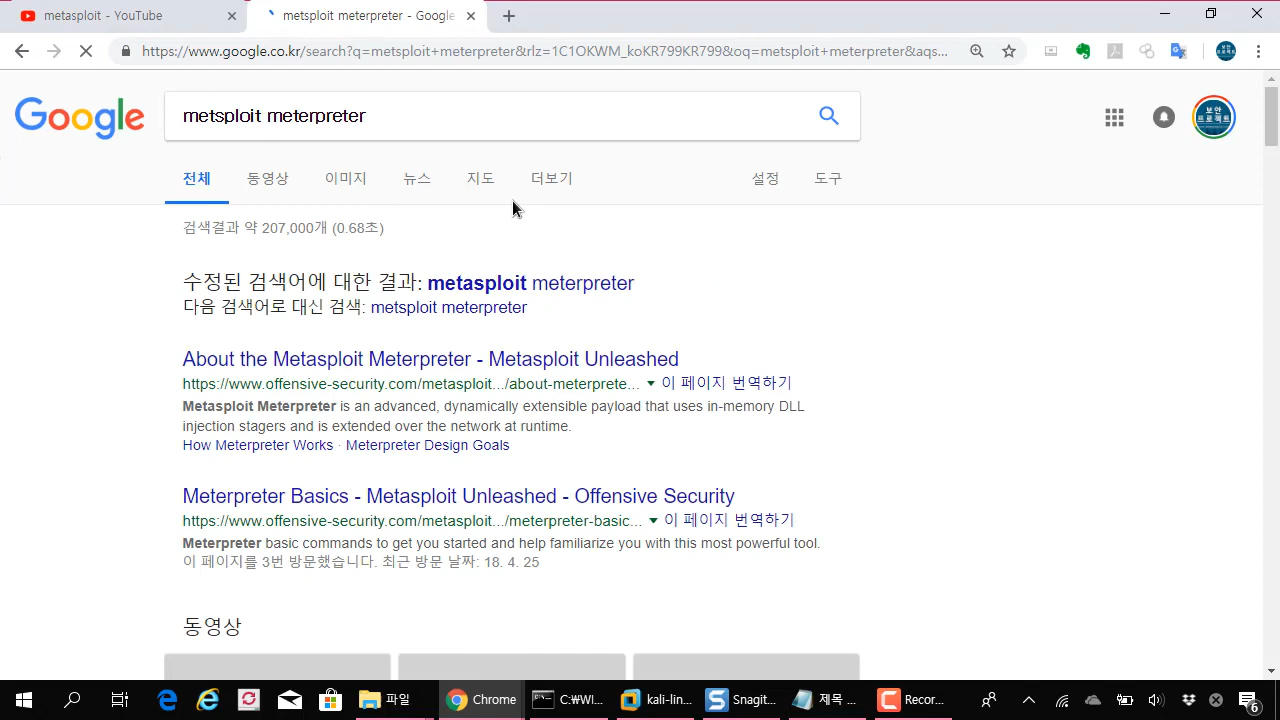 metasploit - YouTube
metsploit meterpreter - Google
https://www.google.co.kr/search?q=metsploit+meterpreter&rlz=1C1OKWM_koKR799KR799&oq=metsploit+meterpreter&aqs...
Google
metsploit meterpreter
보안
프로젝트
전체 동영상 이미지 뉴스 지도 더보기 설정 도구
검색결과 약 207,000개 (0.68초)
수정된 검색어에 대한 결과: metasploit meterpreter
다음 검색어로 대신 검색: metsploit meterpreter
About the Metasploit Meterpreter - Metasploit Unleashed
https://www.offensive-security.com/metasploit.../about-meterprete... ▼ 이 페이지 번역하기
Metasploit Meterpreter is an advanced, dynamically extensible payload that uses in-memory DLL
injection stagers and is extended over the network at runtime.
How Meterpreter Works · Meterpreter Design Goals
Meterpreter Basics - Metasploit Unleashed - Offensive Security
https://www.offensive-security.com/metasploit.../meterpreter-basic... ▼ 이 페이지 번역하기
Meterpreter basic commands to get you started and help familiarize you with this most powerful tool.
이 페이지를 3번 방문했습니다. 최근 방문 날짜: 18. 4. 25
동영상
파일 Chrome C:₩WI... kali-lin... Snagit... 제목 ... Recor... 6